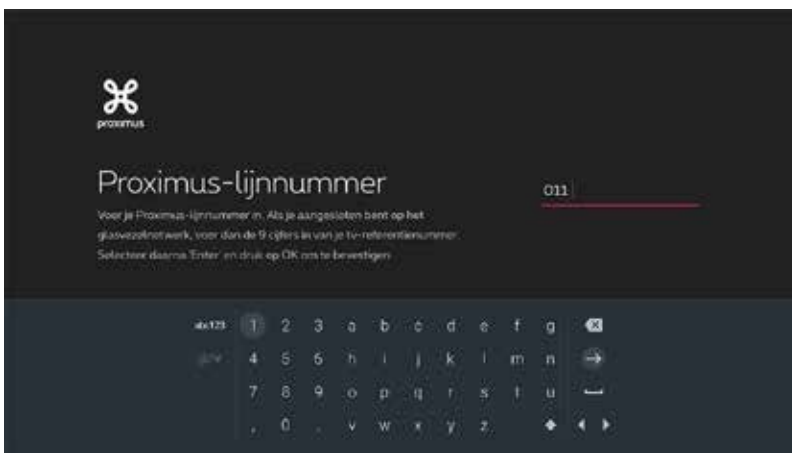 proximus
Proximus-lijnnummer
011
Voer je Proximus-lijnnummer in. Als je aangesloten bent op het
glasvezelnetwerk, voer dan de 9 cijfers in van je tv-referentienummer.
Selecteer daarna 'Enter' en druk op OK om te bevestigen
abc123 1 2 3 a b c d e f g
4 5 6 h i j k l m n
7 8 9 o p q r s t u
, 0 . v w x y z